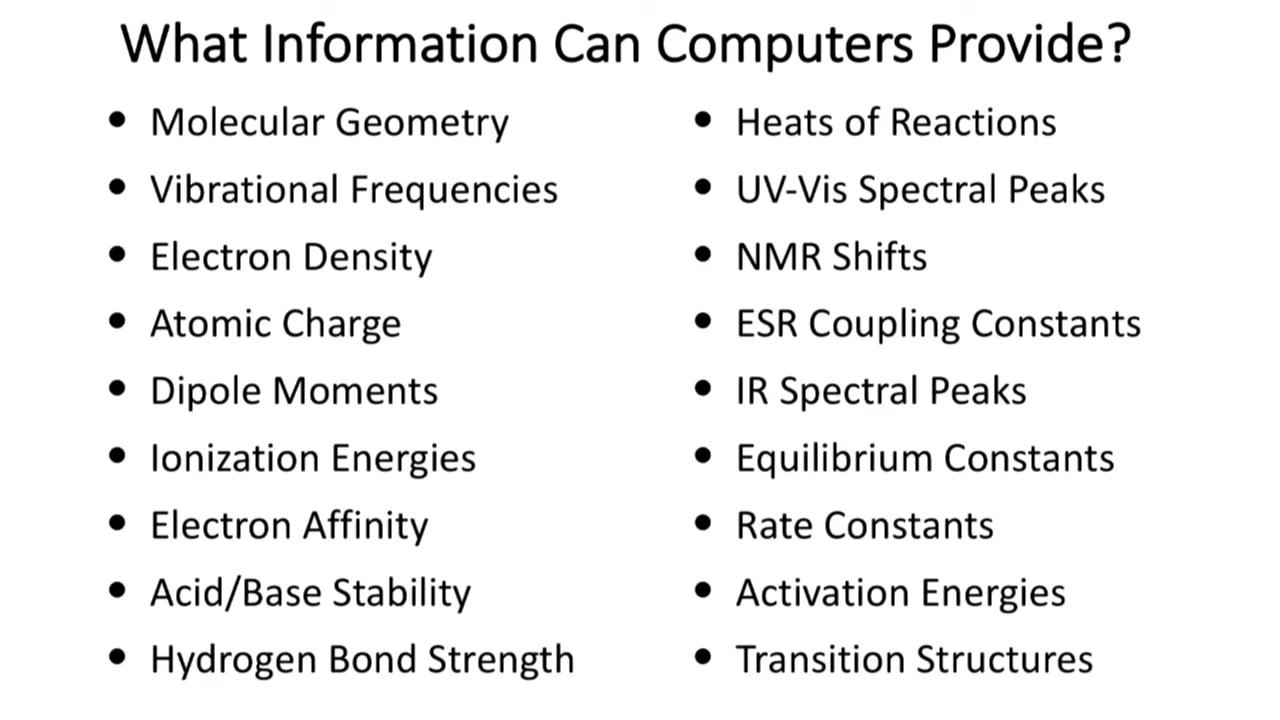 What Information Can Computers Provide?
• Molecular Geometry
• Vibrational Frequencies
• Electron Density
• Atomic Charge
• Dipole Moments
• Ionization Energies
• Electron Affinity
• Acid/Base Stability
• Hydrogen Bond Strength
• Heats of Reactions
• UV-Vis Spectral Peaks
• NMR Shifts
• ESR Coupling Constants
• IR Spectral Peaks
• Equilibrium Constants
• Rate Constants
• Activation Energies
• Transition Structures